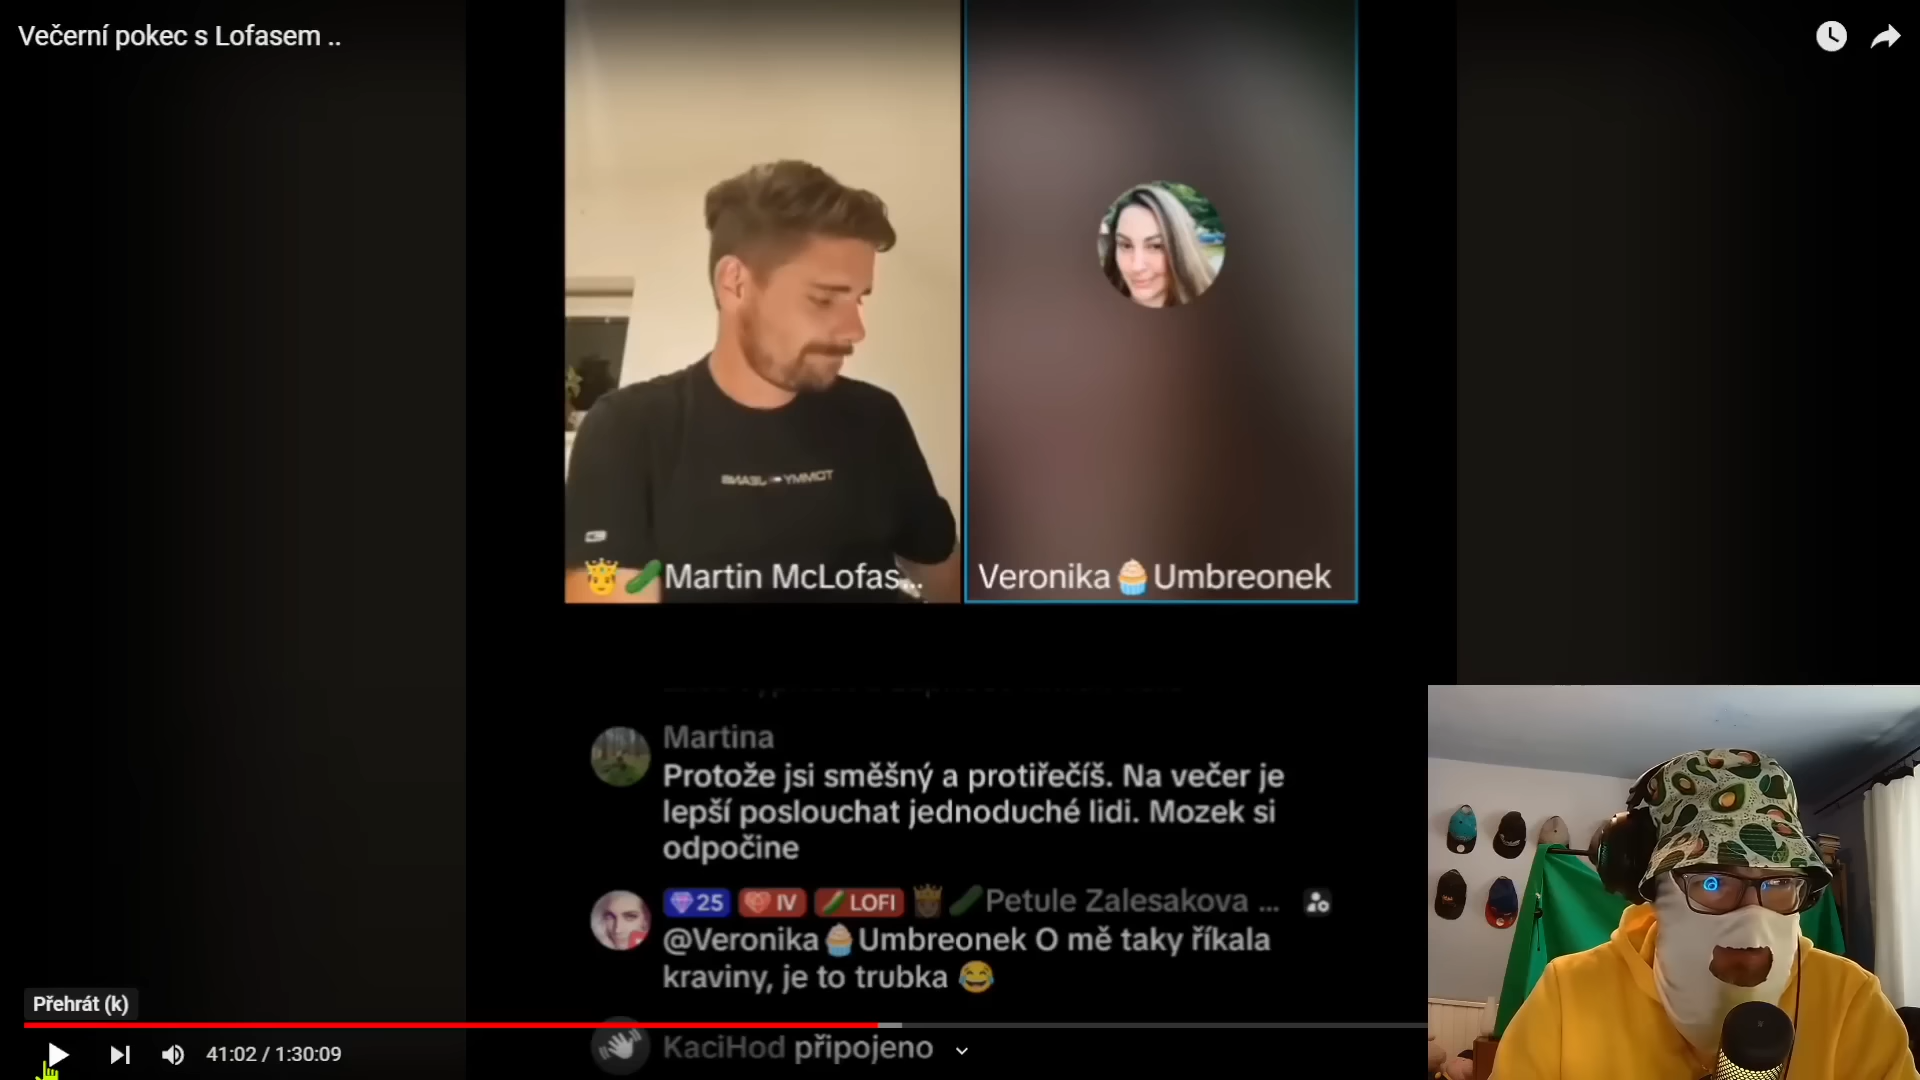 Večerní pokec s Lofasem ..
TOMMY JEANS
Martin McLofas...
Veronika🧁Umbreonek
Martina
Protože jsi směšný a protiřečíš. Na večer je
lepší poslouchat jednoduché lidi. Mozek si
odpočine
25 IV LOFI Petule Zalesakova ...
@Veronika🧁Umbreonek O mě taky říkala
kraviny, je to trubka 😂
KaciHod připojeno
Přehrát (k)
41:02 / 1:30:09